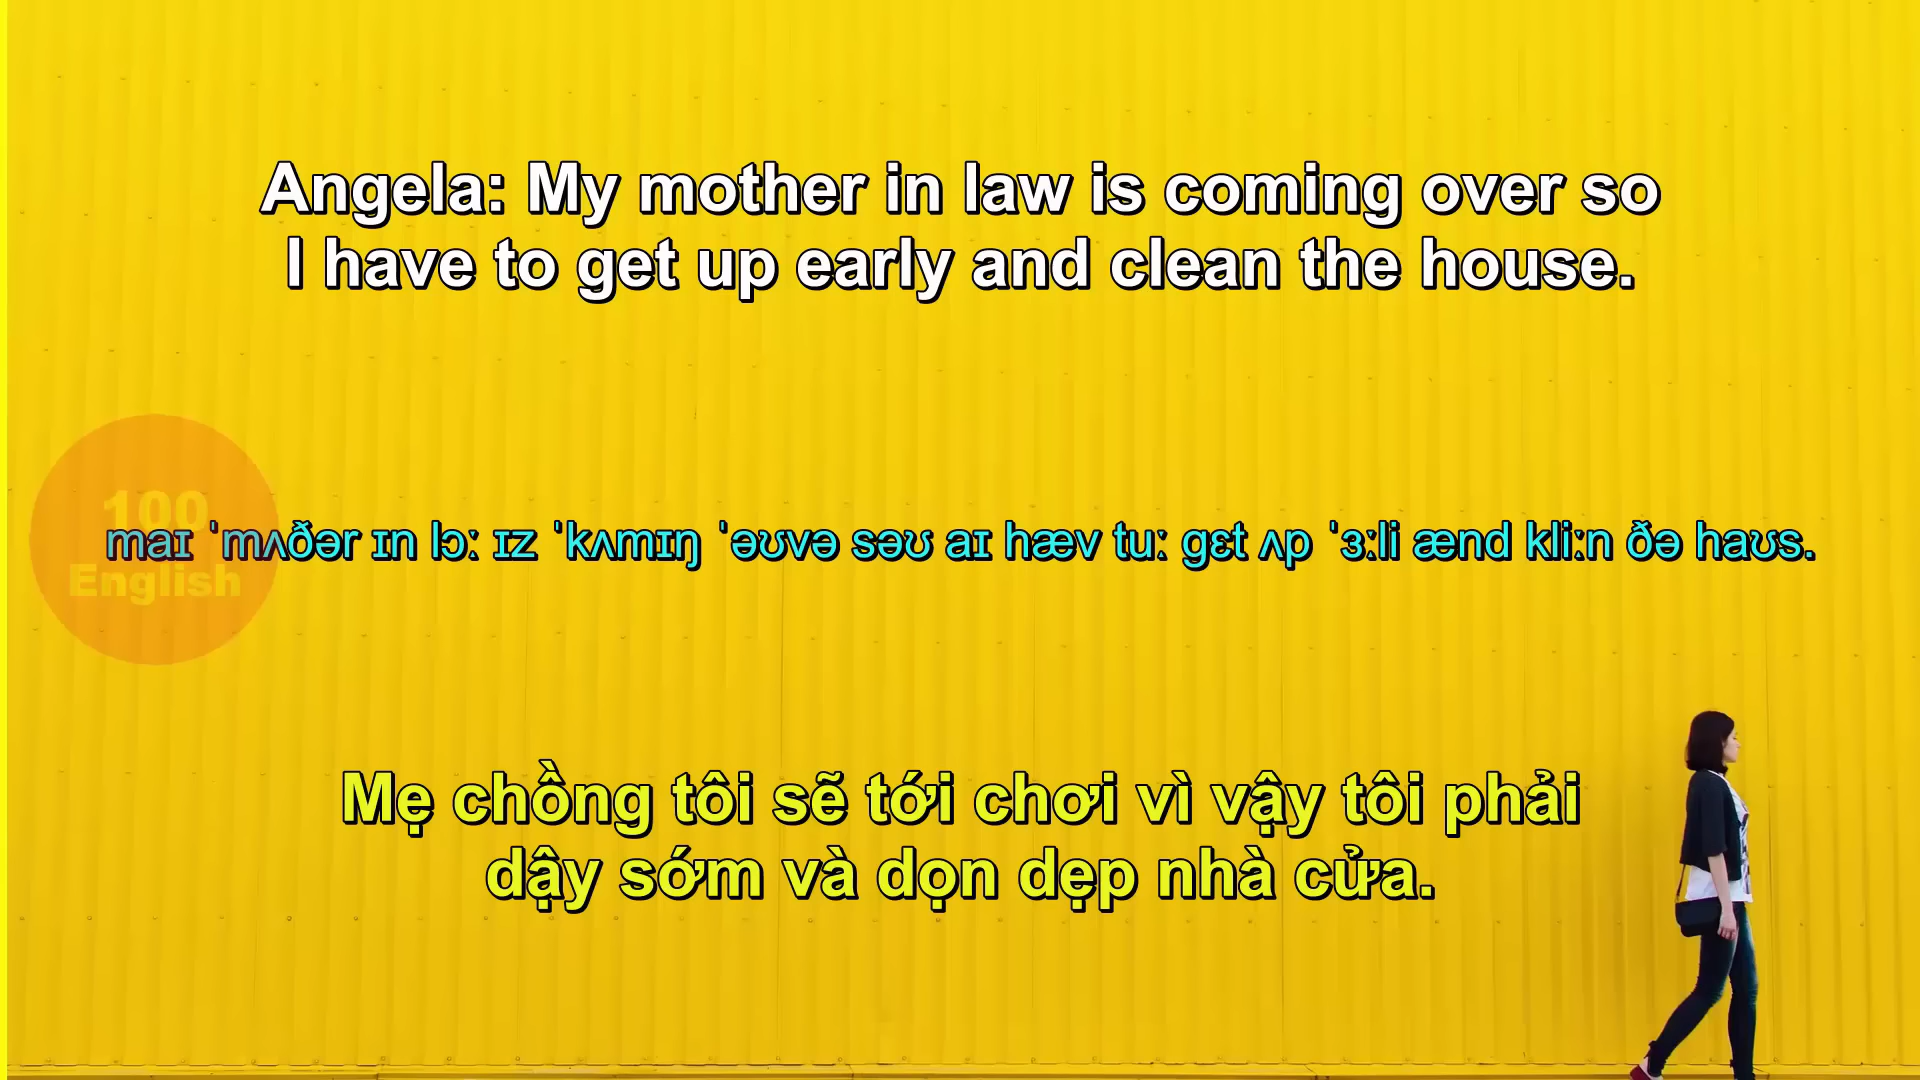 Angela: My mother in law is coming over so
I have to get up early and clean the house.
100
English
maɪ ˈmʌðər ɪn lɔː ɪz ˈkʌmɪŋ ˈəʊvə səʊ aɪ hæv tuː gɛt ʌp ˈɜːli ænd kliːn ðə haʊs.
Mẹ chồng tôi sẽ tới chơi vì vậy tôi phải
dậy sớm và dọn dẹp nhà cửa.